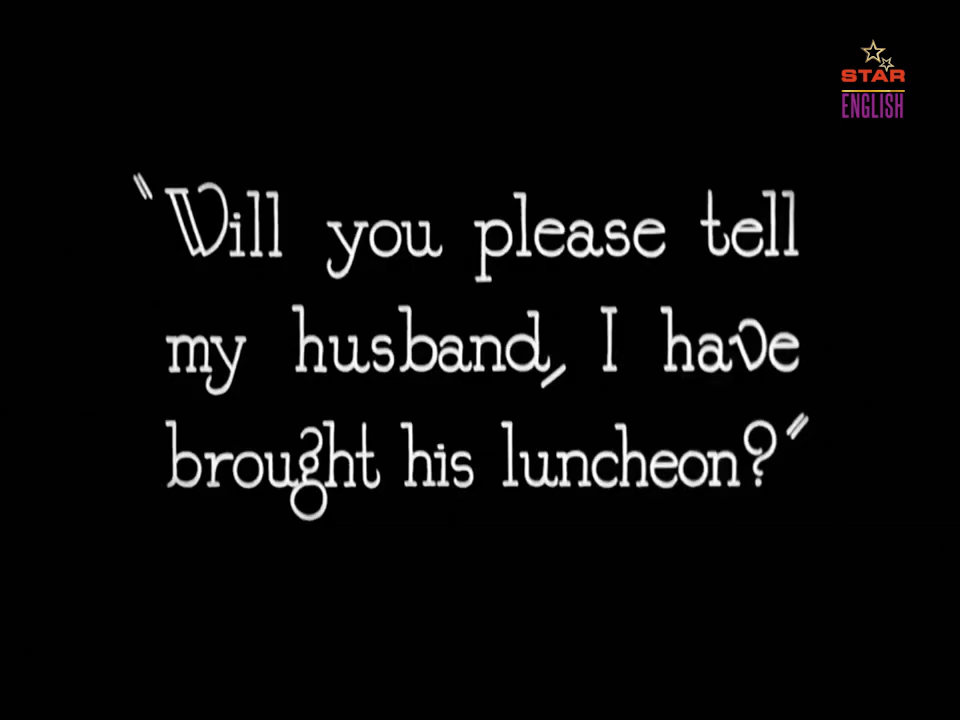 STAR
ENGLISH
"Will you please tell
my husband, I have
brought his luncheon?"